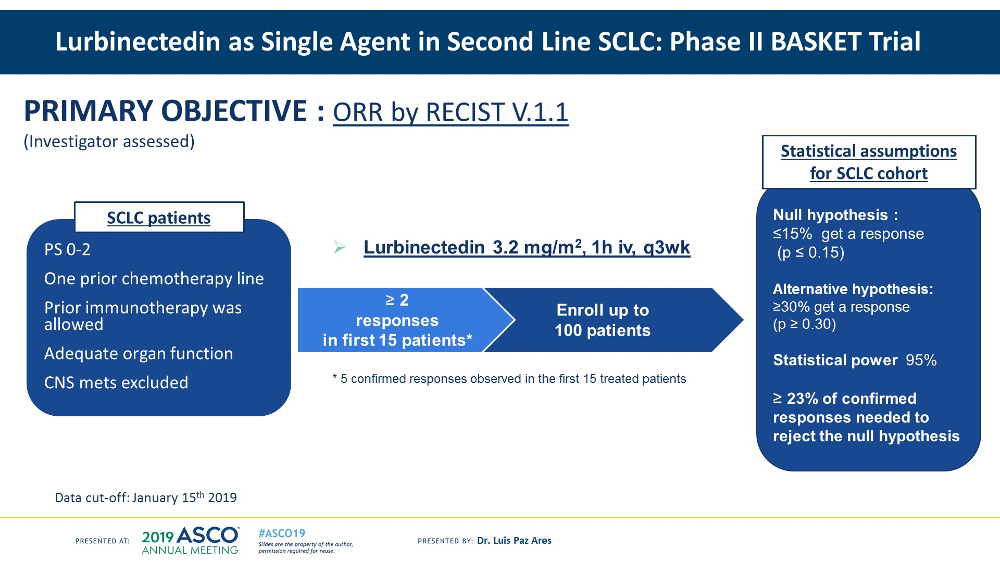 Lurbinectedin as Single Agent in Second Line SCLC: Phase II BASKET Trial
PRIMARY OBJECTIVE : ORR by RECIST V.1.1
(Investigator assessed)
SCLC patients
PS 0-2
One prior chemotherapy line
Prior immunotherapy was
allowed
Adequate organ function
CNS mets excluded
Lurbinectedin 3.2 mg/m², 1h iv, q3wk
≥ 2
responses
in first 15 patients*
Enroll up to
100 patients
* 5 confirmed responses observed in the first 15 treated patients
Statistical assumptions
for SCLC cohort
Null hypothesis :
≤15% get a response
(p ≤ 0.15)
Alternative hypothesis:
≥30% get a response
(p ≥ 0.30)
Statistical power 95%
≥ 23% of confirmed
responses needed to
reject the null hypothesis
Data cut-off: January 15th 2019
PRESENTED AT:
2019 ASCO®
ANNUAL MEETING
#ASCO19
Slides are the property of the author,
permission required for reuse.
PRESENTED BY: Dr. Luis Paz Ares